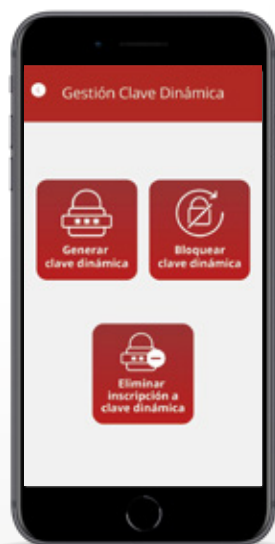 Gestión Clave Dinámica
Generar
clave dinámica
Bloquear
clave dinámica
Eliminar
inscripción a
clave dinámica